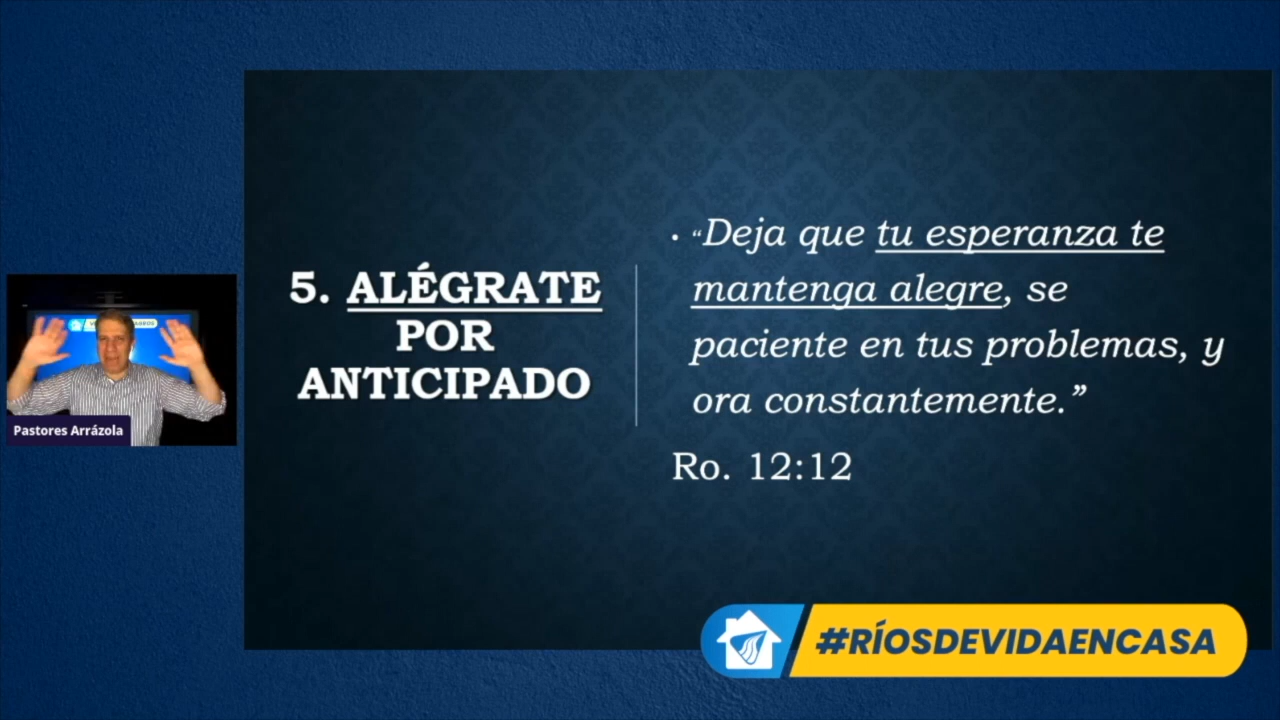 5. ALÉGRATE
POR
ANTICIPADO
• “Deja que tu esperanza te
mantenga alegre, se
paciente en tus problemas, y
ora constantemente.”
Ro. 12:12
Pastores Arrázola
#RÍOSDEVIDAENCASA